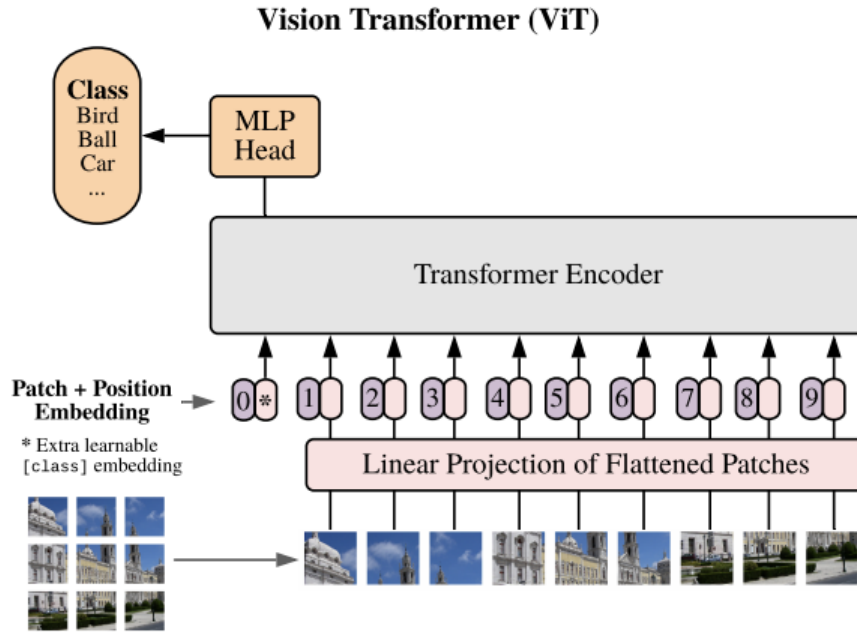 Vision Transformer (ViT)
Class
Bird
Ball
Car
...
MLP
Head
Transformer Encoder
Patch + Position
Embedding
0 * 1 2 3 4 5 6 7 8 9
* Extra learnable
[class] embedding
Linear Projection of Flattened Patches